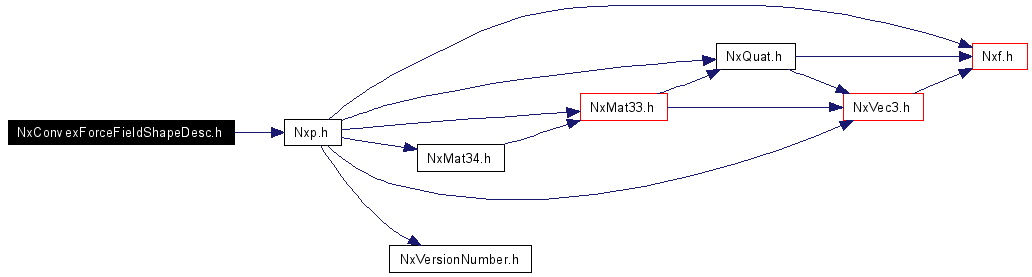 NxConvexForceFieldShapeDesc.h
Nxp.h
NxMat34.h
NxVersionNumber.h
NxMat33.h
NxQuat.h
NxVec3.h
Nxf.h